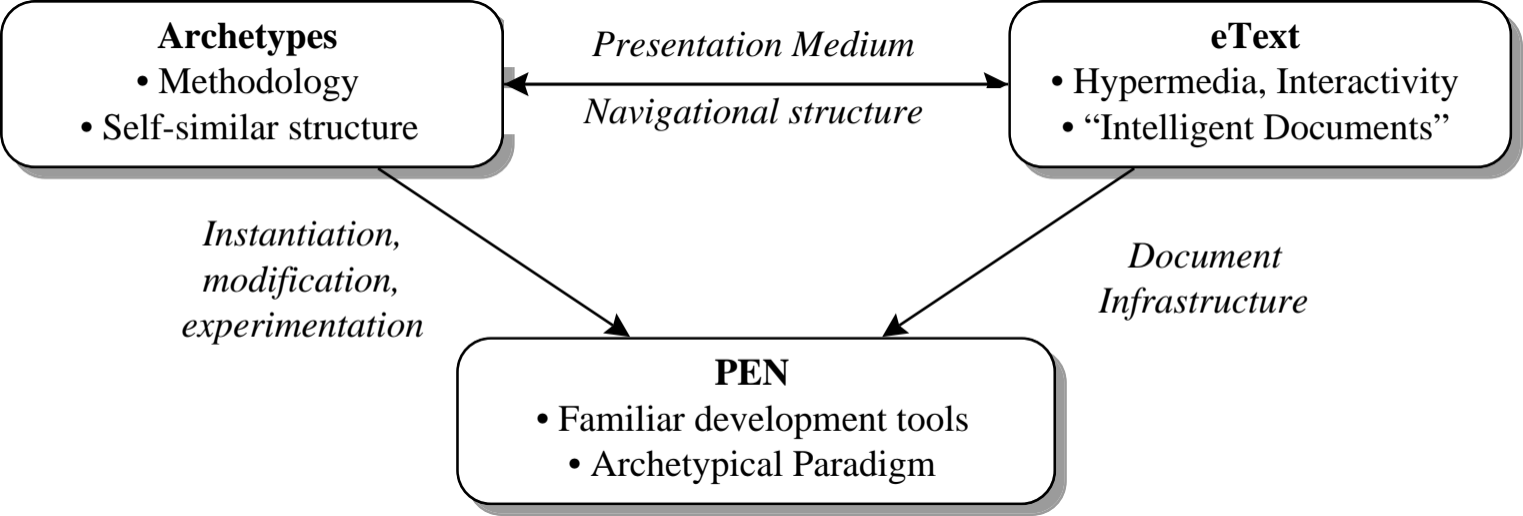 Archetypes
• Methodology
• Self-similar structure
Presentation Medium
Navigational structure
eText
• Hypermedia, Interactivity
• “Intelligent Documents”
Instantiation,
modification,
experimentation
Document
Infrastructure
PEN
• Familiar development tools
• Archetypical Paradigm